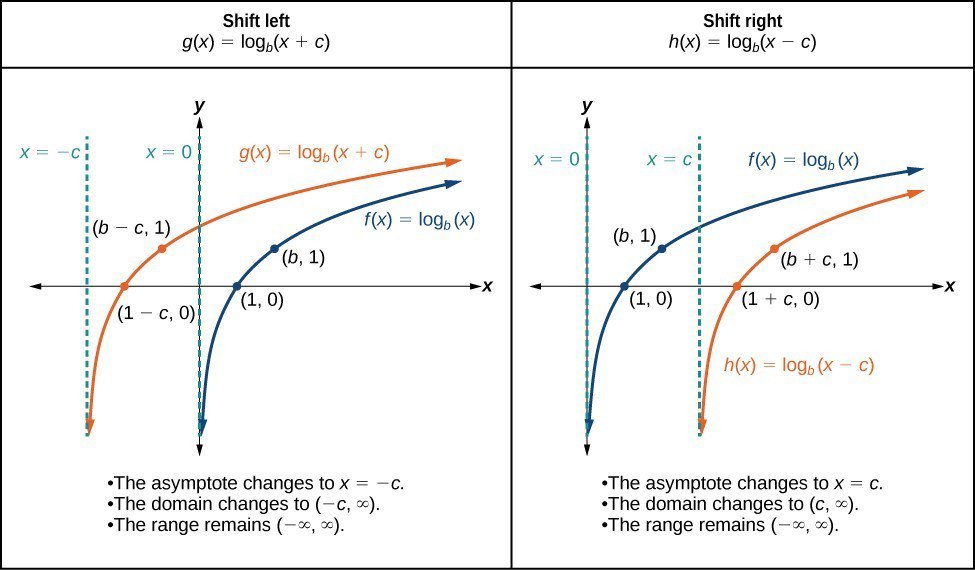 Shift left
g(x) = log_b(x + c)
y
x = −c
x = 0
g(x) = log_b(x + c)
f(x) = log_b(x)
(b − c, 1)
(b, 1)
x
(1 − c, 0)
(1, 0)
•The asymptote changes to x = −c.
•The domain changes to (−c, ∞).
•The range remains (−∞, ∞).
Shift right
h(x) = log_b(x − c)
y
x = 0
x = c
f(x) = log_b(x)
(b, 1)
(b + c, 1)
x
(1, 0)
(1 + c, 0)
h(x) = log_b(x − c)
•The asymptote changes to x = c.
•The domain changes to (c, ∞).
•The range remains (−∞, ∞).